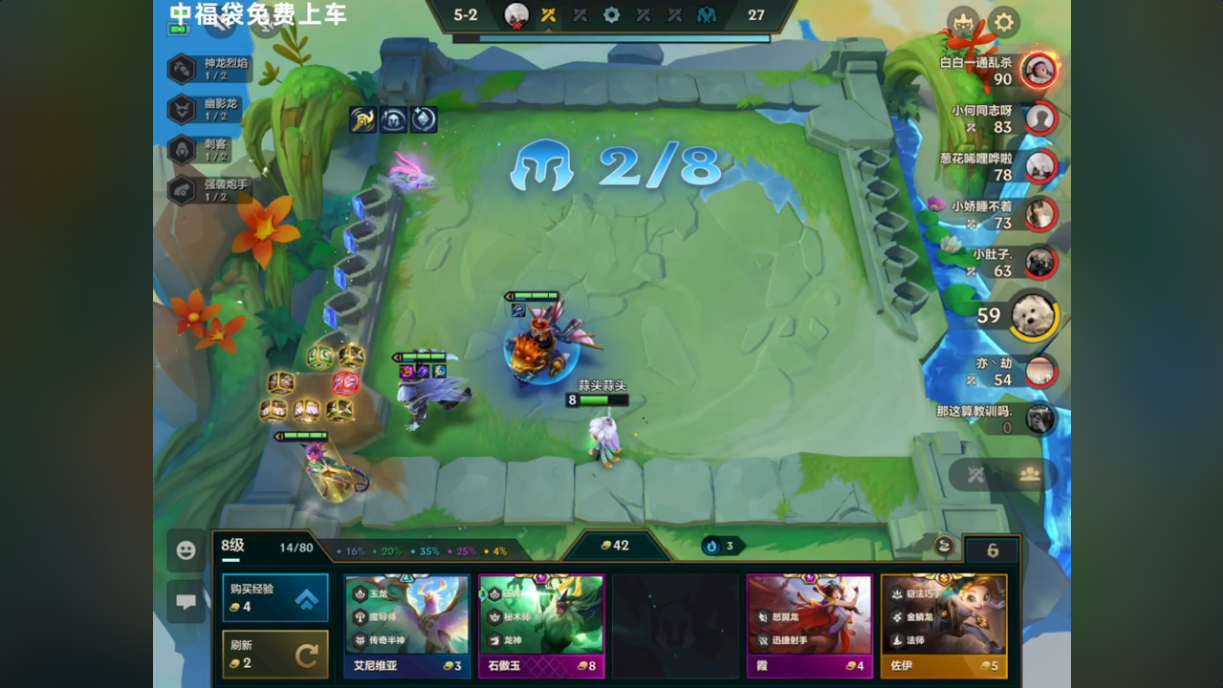 中福袋免费上车
5-2
27
神龙烈焰
1/2
幽影龙
1/2
刺客
1/2
强袭炮手
1/2
2/8
白白一通乱杀
90
小何同志呀
83
葱花唏哩哗啦
78
小娇睡不着
73
小肚子.
63
59
亦丶劫
54
那这算教训吗.
0
蒜头蒜头
8
8级
14/80
16% 20% 35% 25% 4%
42
3
6
购买经验
4
刷新
2
玉龙
魔导师
传奇半神
艾尼维亚
3
秘术师
龙神
石傲玉
8
怒翼龙
迅捷射手
霞
4
窃法巧手
金鳞龙
法师
佐伊
5